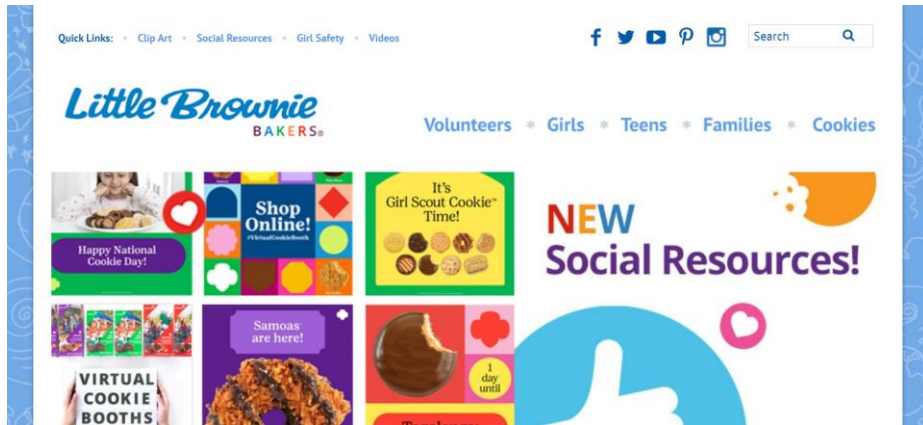 Quick Links: * Clip Art * Social Resources * Girl Safety * Videos
Search
Little Brownie
BAKERS®
Volunteers * Girls * Teens * Families * Cookies
Happy National
Cookie Day!
Shop
Online!
#VirtualCookieBooth
It's
Girl Scout Cookie™
Time!
NEW
Social Resources!
VIRTUAL
COOKIE
BOOTHS
Samoas®
are here!
1
day
until